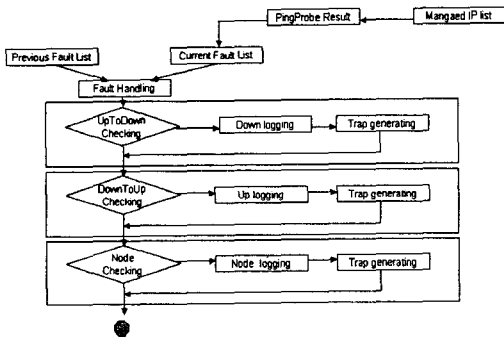 PingProbe Result
Mangaed IP list
Previous Fault List
Current Fault List
Fault Handling
UpToDown
Checking
Down logging
Trap generating
DownToUp
Checking
Up logging
Trap generating
Node
Checking
Node logging
Trap generating